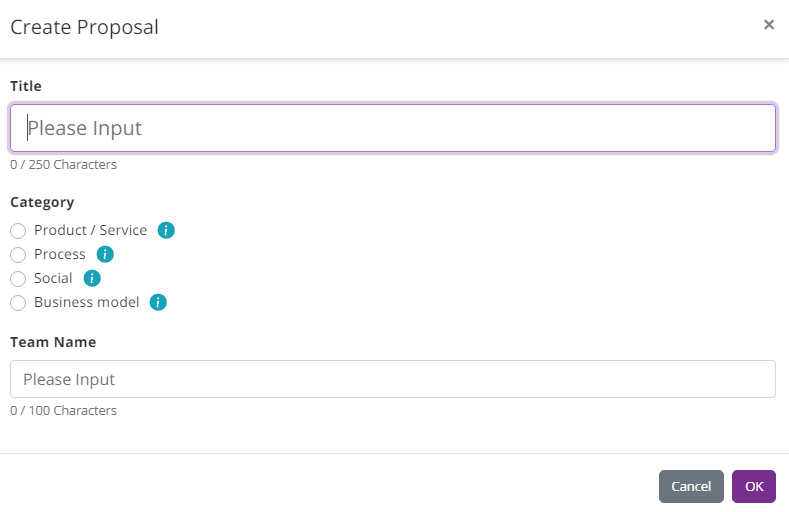 Create Proposal ×
Title
Please Input
0 / 250 Characters
Category
Product / Service i
Process i
Social i
Business model i
Team Name
Please Input
0 / 100 Characters
Cancel OK